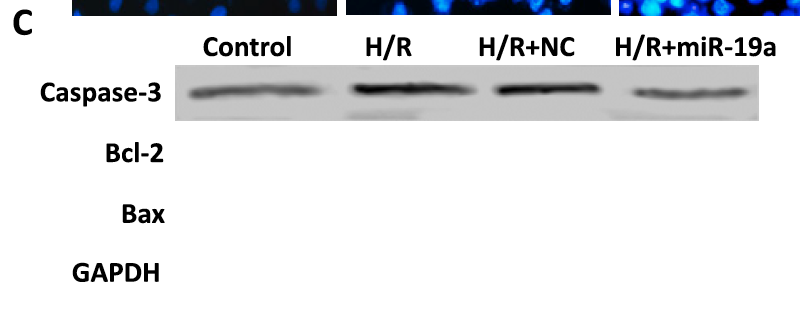 C
Control H/R H/R+NC H/R+miR-19a
Caspase-3
Bcl-2
Bax
GAPDH